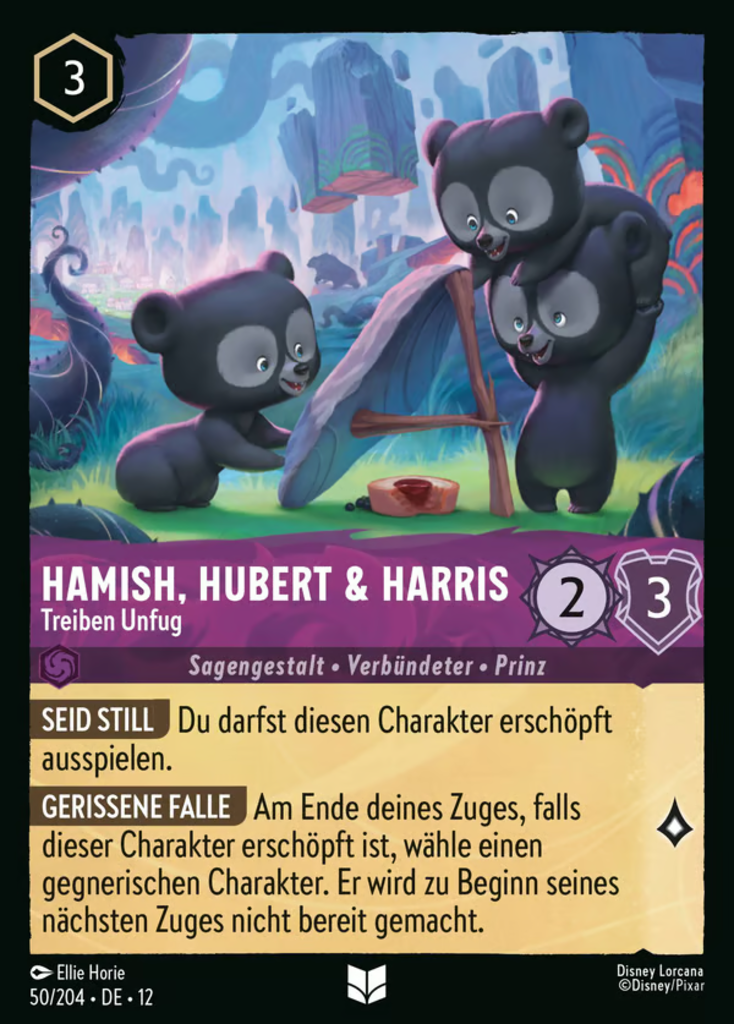 3
HAMISH, HUBERT & HARRIS
Treiben Unfug
2
3
Sagengestalt • Verbündeter • Prinz
SEID STILL Du darfst diesen Charakter erschöpft
ausspielen.
GERISSENE FALLE Am Ende deines Zuges, falls
dieser Charakter erschöpft ist, wähle einen
gegnerischen Charakter. Er wird zu Beginn seines
nächsten Zuges nicht bereit gemacht.
Ellie Horie
50/204 • DE • 12
Disney Lorcana
©Disney/Pixar